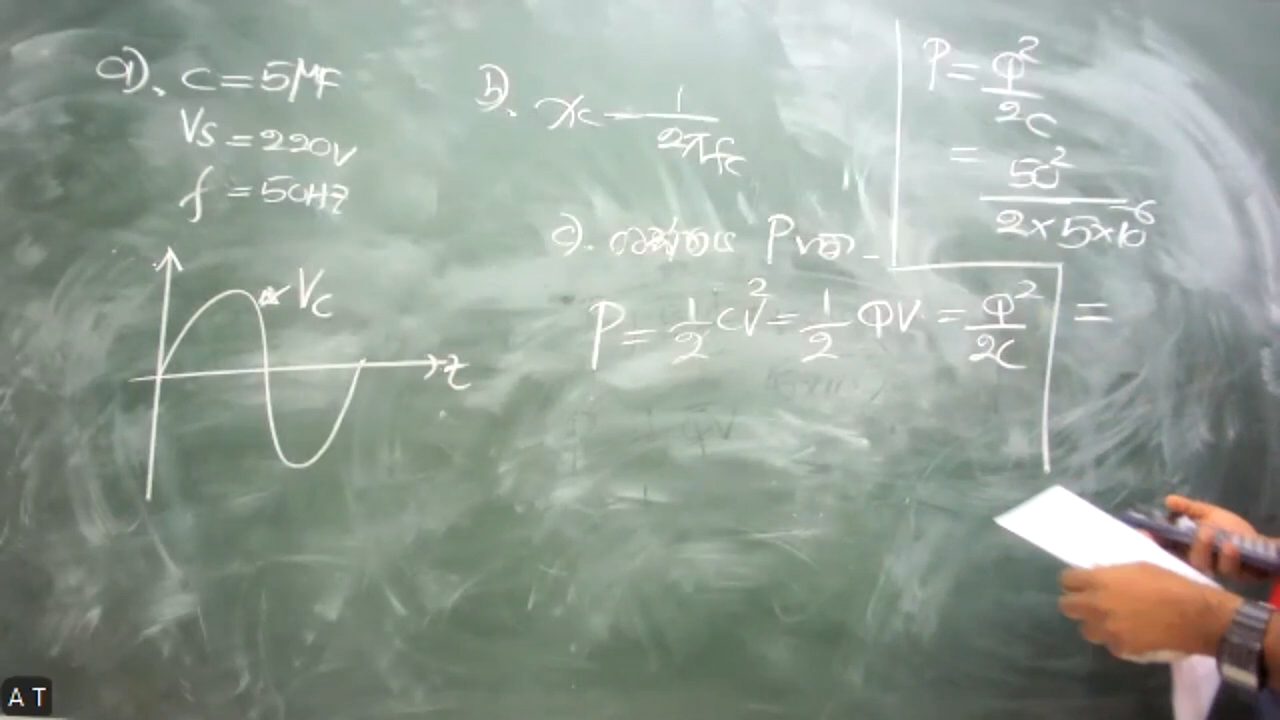 a). C = 5μF
Vs = 220V
f = 50Hz
Vc
t
b). Xc = 1/2πfc
c). P
P = 1/2 CV² = 1/2 QV = Q²/2C =
P = Q²/2C
= 50²/2×5×10⁻⁶
A T